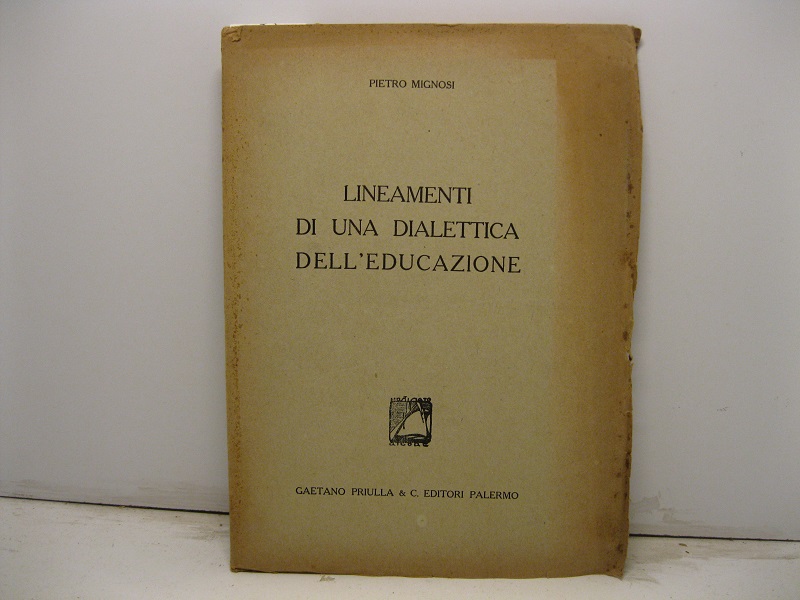 PIETRO MIGNOSI
LINEAMENTI
DI UNA DIALETTICA
DELL'EDUCAZIONE
GAETANO PRIULLA & C. EDITORI PALERMO